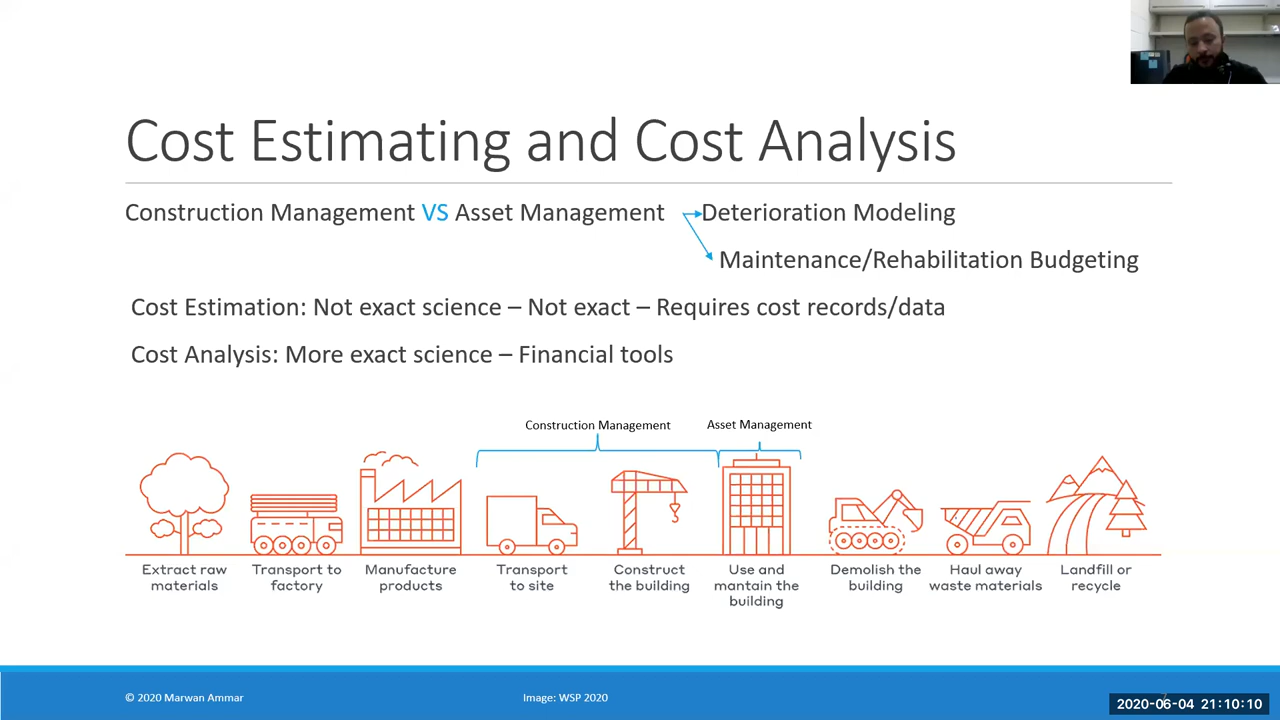 Cost Estimating and Cost Analysis
Construction Management VS Asset Management
Deterioration Modeling
Maintenance/Rehabilitation Budgeting
Cost Estimation: Not exact science – Not exact – Requires cost records/data
Cost Analysis: More exact science – Financial tools
Construction Management
Asset Management
Extract raw
materials
Transport to
factory
Manufacture
products
Transport
to site
Construct
the building
Use and
mantain the
building
Demolish the
building
Haul away
waste materials
Landfill or
recycle
© 2020 Marwan Ammar
Image: WSP 2020
2020-06-04 21:10:10